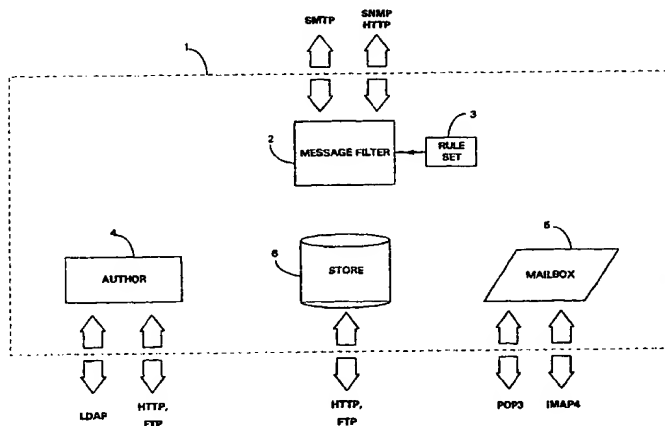 SMTP
SNMP
HTTP
1
2
MESSAGE FILTER
3
RULE
SET
4
AUTHOR
6
STORE
5
MAILBOX
LDAP
HTTP,
FTP
HTTP,
FTP
POP3
IMAP4